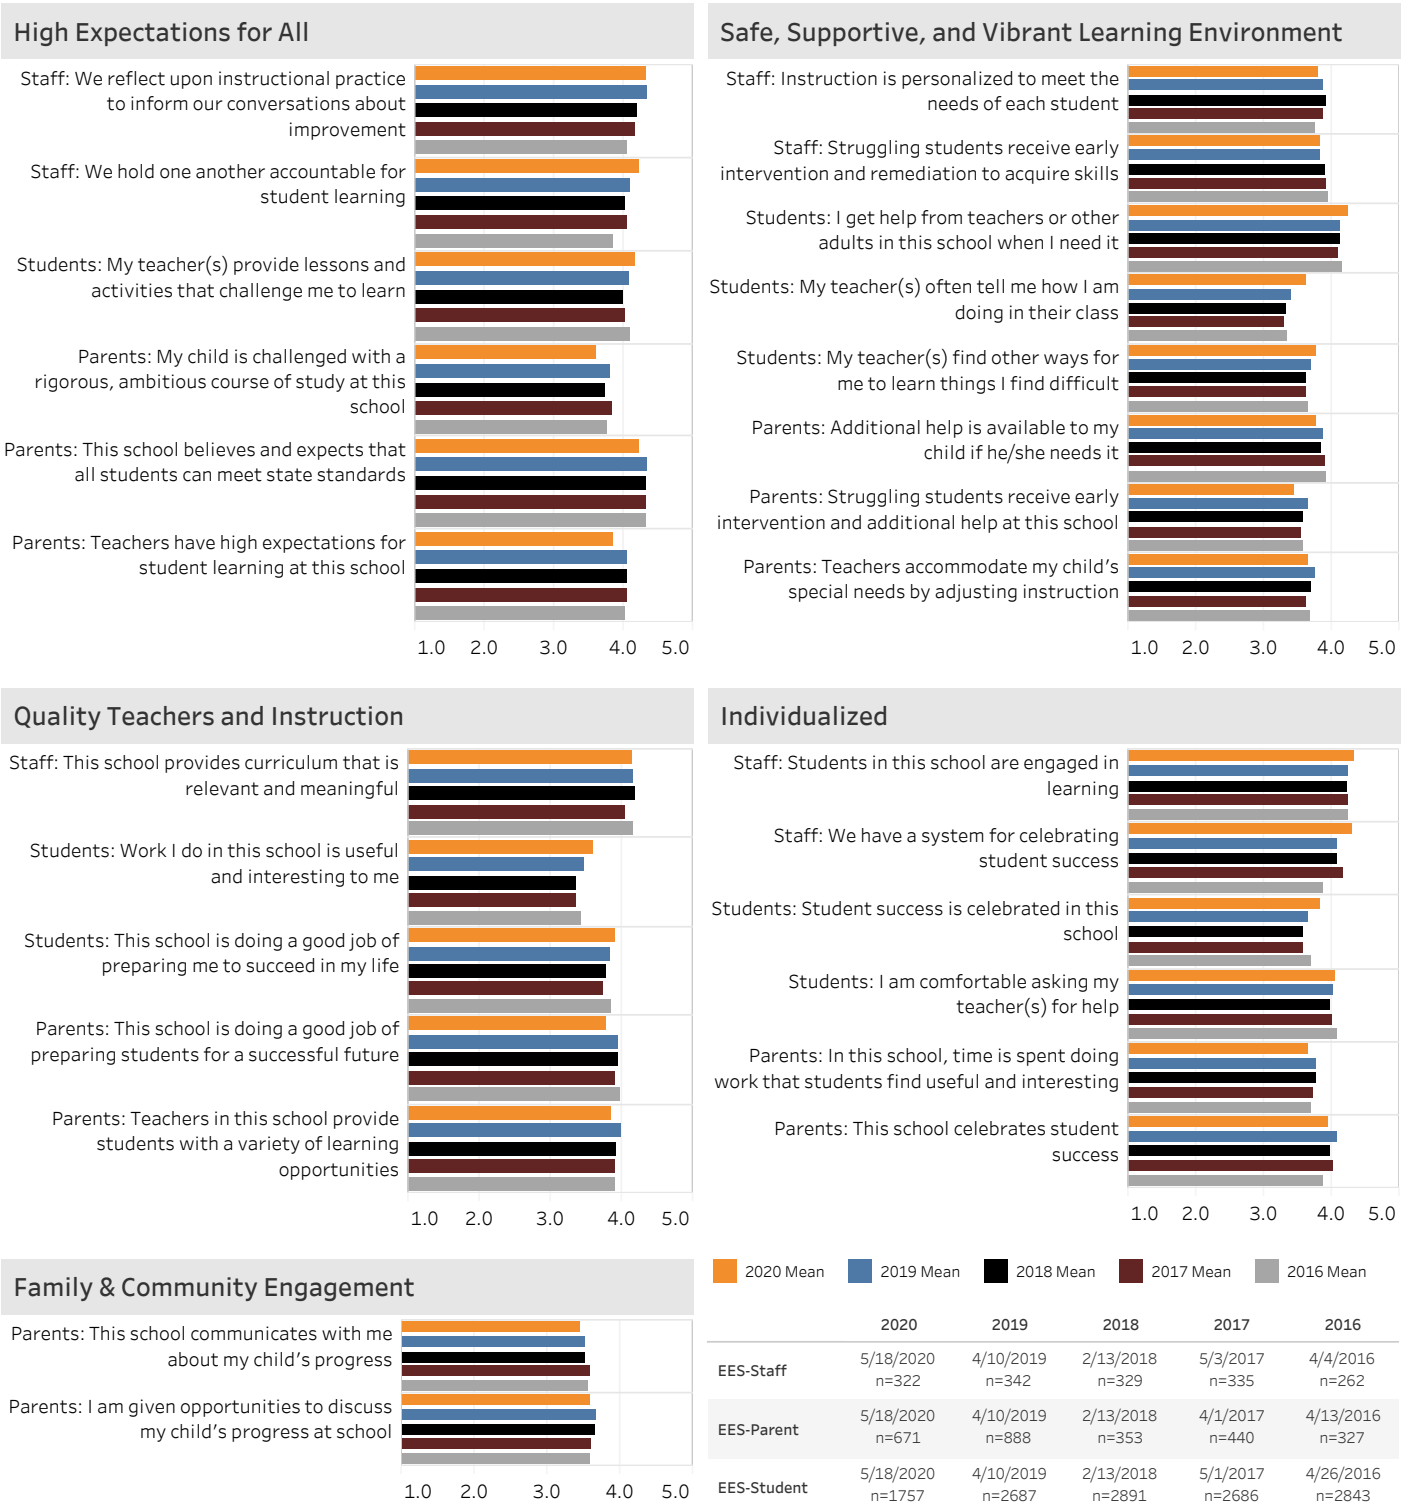 High Expectations for All
Staff: We reflect upon instructional practice
to inform our conversations about
improvement
Staff: We hold one another accountable for
student learning
Students: My teacher(s) provide lessons and
activities that challenge me to learn
Parents: My child is challenged with a
rigorous, ambitious course of study at this
school
Parents: This school believes and expects that
all students can meet state standards
Parents: Teachers have high expectations for
student learning at this school
1.0 2.0 3.0 4.0 5.0
Safe, Supportive, and Vibrant Learning Environment
Staff: Instruction is personalized to meet the
needs of each student
Staff: Struggling students receive early
intervention and remediation to acquire skills
Students: I get help from teachers or other
adults in this school when I need it
Students: My teacher(s) often tell me how I am
doing in their class
Students: My teacher(s) find other ways for
me to learn things I find difficult
Parents: Additional help is available to my
child if he/she needs it
Parents: Struggling students receive early
intervention and additional help at this school
Parents: Teachers accommodate my child's
special needs by adjusting instruction
1.0 2.0 3.0 4.0 5.0
Quality Teachers and Instruction
Staff: This school provides curriculum that is
relevant and meaningful
Students: Work I do in this school is useful
and interesting to me
Students: This school is doing a good job of
preparing me to succeed in my life
Parents: This school is doing a good job of
preparing students for a successful future
Parents: Teachers in this school provide
students with a variety of learning
opportunities
1.0 2.0 3.0 4.0 5.0
Individualized
Staff: Students in this school are engaged in
learning
Staff: We have a system for celebrating
student success
Students: Student success is celebrated in this
school
Students: I am comfortable asking my
teacher(s) for help
Parents: In this school, time is spent doing
work that students find useful and interesting
Parents: This school celebrates student
success
1.0 2.0 3.0 4.0 5.0
Family & Community Engagement
Parents: This school communicates with me
about my child's progress
Parents: I am given opportunities to discuss
my child's progress at school
1.0 2.0 3.0 4.0 5.0
2020 Mean 2019 Mean 2018 Mean 2017 Mean 2016 Mean
2020 2019 2018 2017 2016
EES-Staff
5/18/2020 4/10/2019 2/13/2018 5/3/2017 4/4/2016
n=322 n=342 n=329 n=335 n=262
EES-Parent
5/18/2020 4/10/2019 2/13/2018 4/1/2017 4/13/2016
n=671 n=888 n=353 n=440 n=327
EES-Student
5/18/2020 4/10/2019 2/13/2018 5/1/2017 4/26/2016
n=1757 n=2687 n=2891 n=2686 n=2843